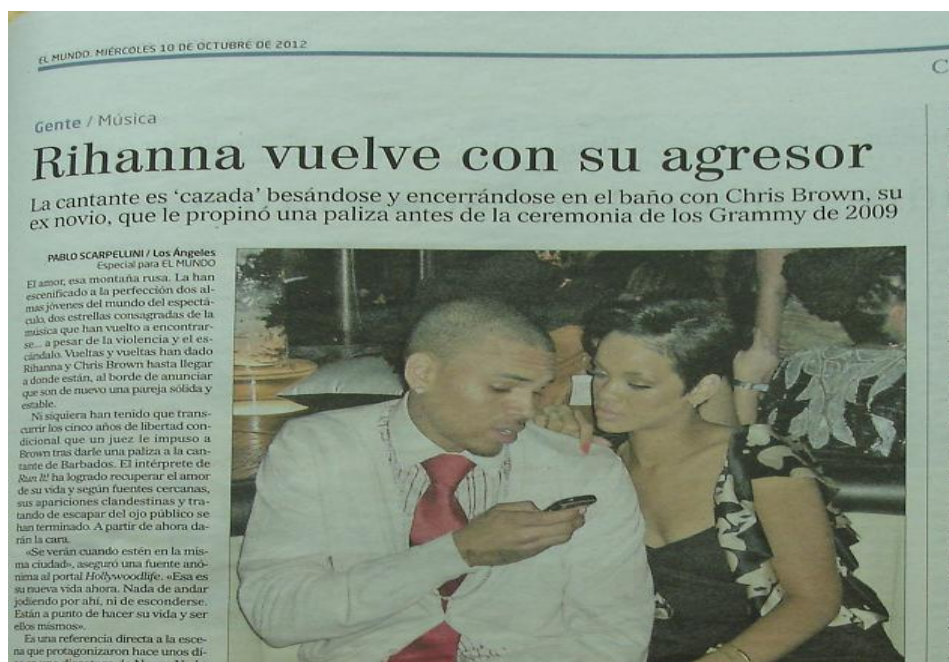 EL MUNDO. MIÉRCOLES 10 DE OCTUBRE DE 2012
C
Gente / Música
Rihanna vuelve con su agresor
La cantante es ‘cazada’ besándose y encerrándose en el baño con Chris Brown, su
ex novio, que le propinó una paliza antes de la ceremonia de los Grammy de 2009
PABLO SCARPELLINI / Los Ángeles
Especial para EL MUNDO
El amor, esa montaña rusa. La han
escenificado a la perfección dos al-
mas jóvenes del mundo del espectá-
culo, dos estrellas consagradas de la
música que han vuelto a encontrar-
se... a pesar de la violencia y el es-
cándalo. Vueltas y vueltas han dado
Rihanna y Chris Brown hasta llegar
a donde están, al borde de anunciar
que son de nuevo una pareja sólida y
estable.
Ni siquiera han tenido que trans-
currir los cinco años de libertad con-
dicional que un juez le impuso a
Brown tras darle una paliza a la can-
tante de Barbados. El intérprete de
Run It! ha logrado recuperar el amor
de su vida y según fuentes cercanas,
sus apariciones clandestinas y tra-
tando de escapar del ojo público se
han terminado. A partir de ahora da-
rán la cara.
«Se verán cuando estén en la mis-
ma ciudad», aseguró una fuente anó-
nima al portal Hollywoodlife. «Esa es
su nueva vida ahora. Nada de andar
jodiendo por ahí, ni de esconderse.
Están a punto de hacer su vida y ser
ellos mismos».
Es una referencia directa a la esce-
na que protagonizaron hace unos dí-